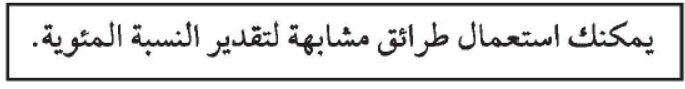 يمكنك استعمال طرائق مشابهة لتقدير النسبة المئوية.